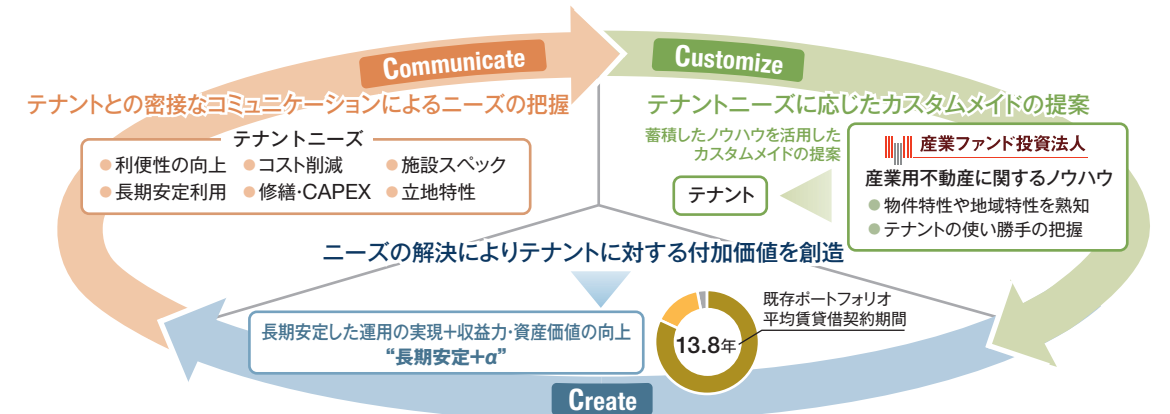 Communicate
テナントとの密接なコミュニケーションによるニーズの把握
テナントニーズ
利便性の向上
コスト削減
施設スペック
長期安定利用
修繕・CAPEX
立地特性
Customize
テナントニーズに応じたカスタムメイドの提案
蓄積したノウハウを活用した
カスタムメイドの提案
テナント
産業ファンド投資法人
産業用不動産に関するノウハウ
物件特性や地域特性を熟知
テナントの使い勝手の把握
ニーズの解決によりテナントに対する付加価値を創造
長期安定した運用の実現+収益力・資産価値の向上
“長期安定+α”
既存ポートフォリオ
平均賃貸借契約期間
13.8年
Create